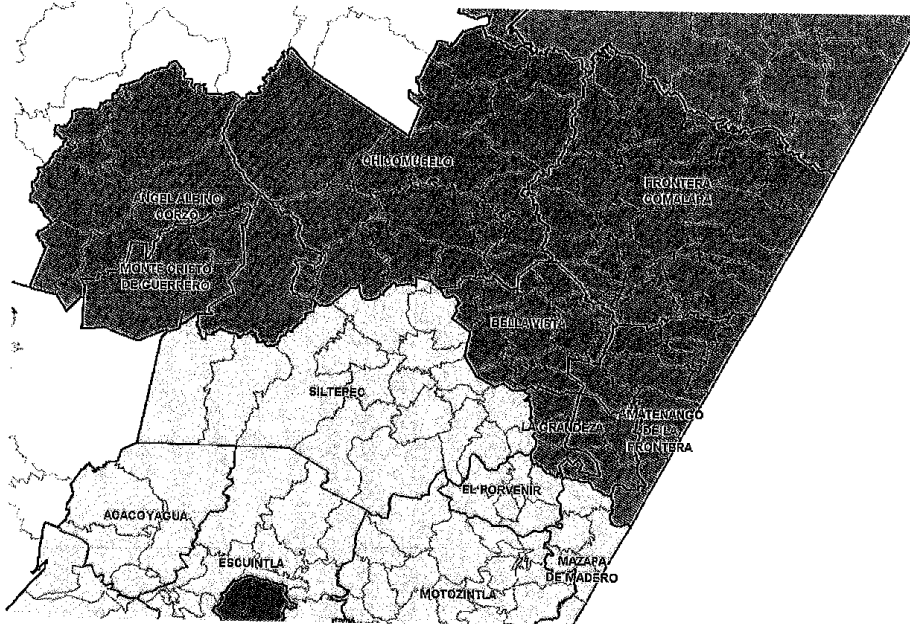 CHICOMUSELO
FRONTERA
COMALAPA
ANGEL ALBINO
CORZO
MONTE CRISTO
DE GUERRERO
BELLA VISTA
SILTEPEC
LA GRANDEZA
AMATENANGO
DE LA
FRONTERA
EL PORVENIR
ACACOYAGUA
ESCUINTLA
MAZAPA
DE MADERO
MOTOZINTLA